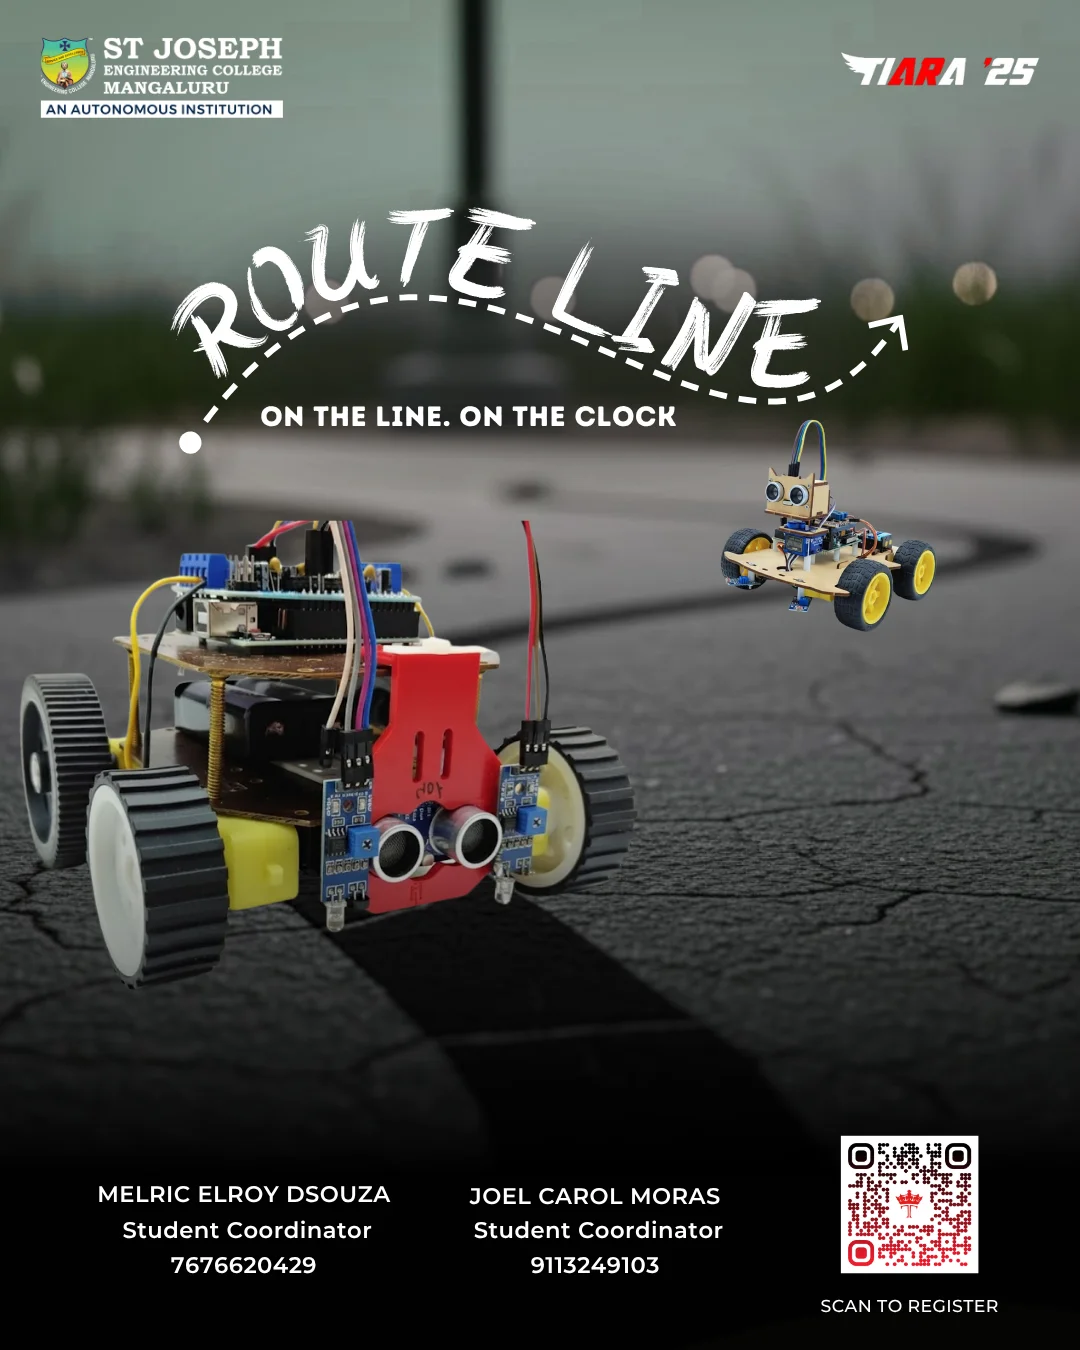 ST JOSEPH
ENGINEERING COLLEGE
MANGALURU
AN AUTONOMOUS INSTITUTION
TIARA '25
ROUTE LINE
ON THE LINE. ON THE CLOCK
MELRIC ELROY DSOUZA
Student Coordinator
7676620429
JOEL CAROL MORAS
Student Coordinator
9113249103
SCAN TO REGISTER